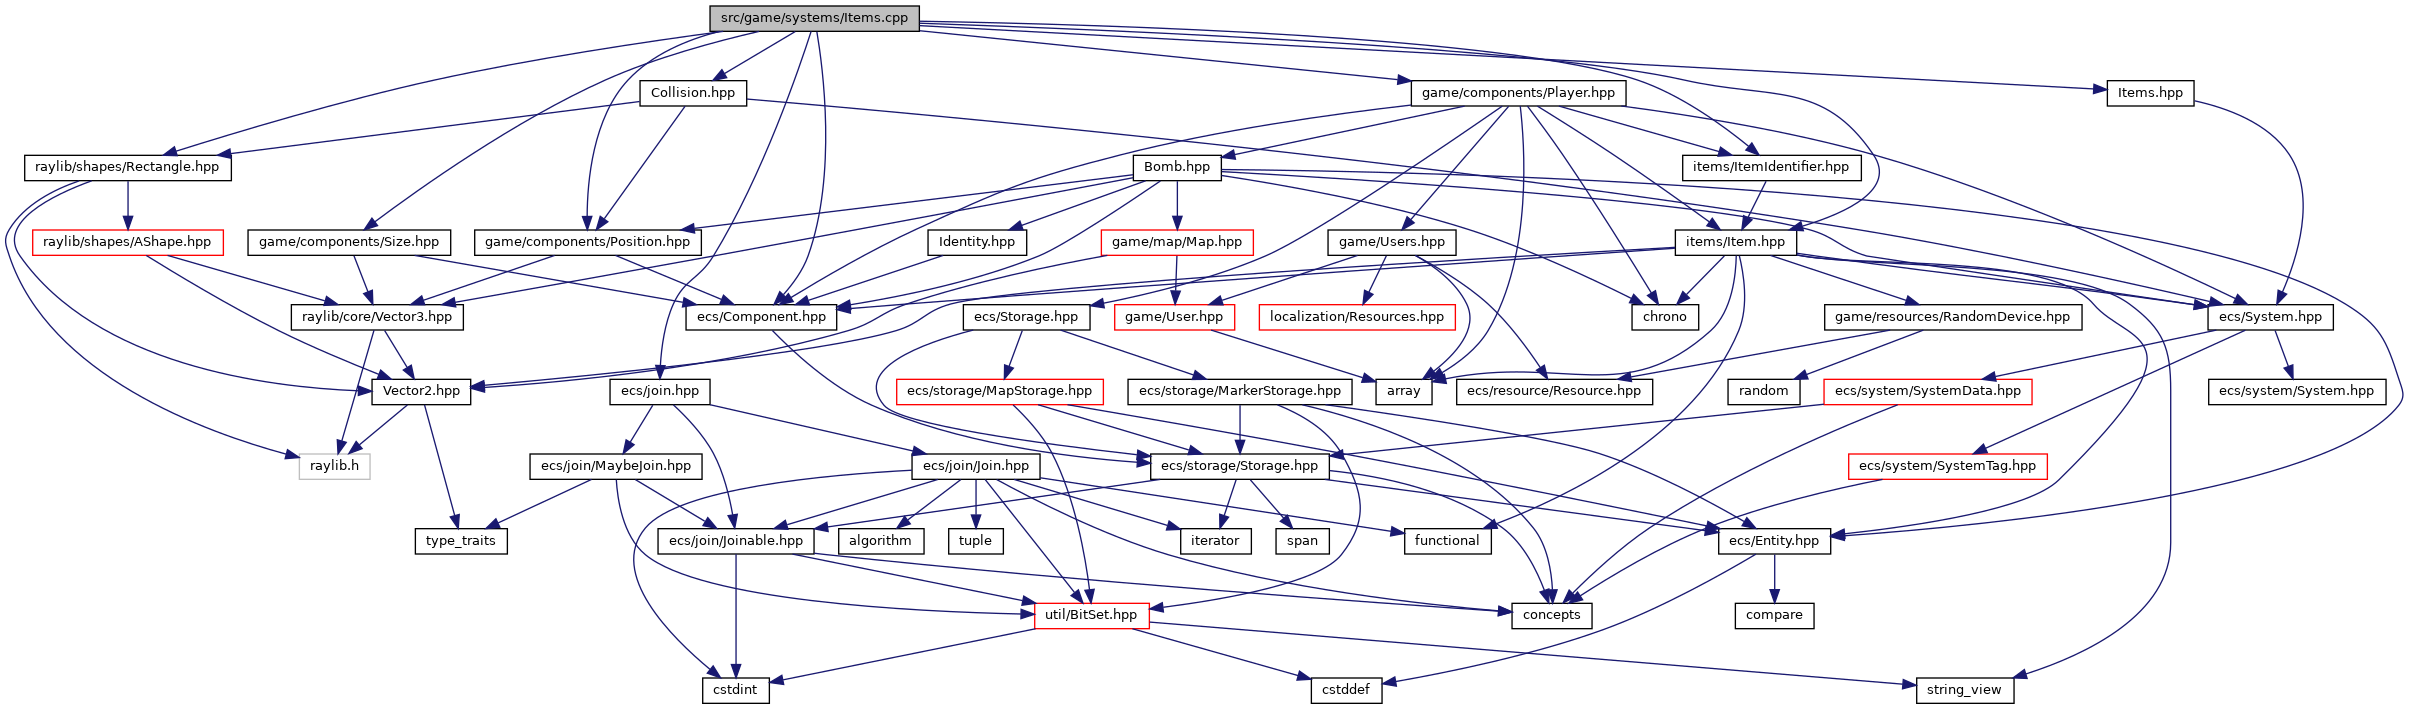 src/game/systems/Items.cpp
Collision.hpp
game/components/Player.hpp
Items.hpp
raylib/shapes/Rectangle.hpp
Bomb.hpp
items/ItemIdentifier.hpp
raylib/shapes/AShape.hpp
game/components/Size.hpp
game/components/Position.hpp
Identity.hpp
game/map/Map.hpp
game/Users.hpp
items/Item.hpp
raylib/core/Vector3.hpp
ecs/Component.hpp
ecs/Storage.hpp
game/User.hpp
localization/Resources.hpp
chrono
game/resources/RandomDevice.hpp
ecs/System.hpp
Vector2.hpp
ecs/join.hpp
ecs/storage/MapStorage.hpp
ecs/storage/MarkerStorage.hpp
array
ecs/resource/Resource.hpp
random
ecs/system/SystemData.hpp
ecs/system/System.hpp
raylib.h
ecs/join/MaybeJoin.hpp
ecs/join/Join.hpp
ecs/storage/Storage.hpp
ecs/system/SystemTag.hpp
type_traits
ecs/join/Joinable.hpp
algorithm
tuple
iterator
span
functional
ecs/Entity.hpp
util/BitSet.hpp
concepts
compare
cstdint
cstddef
string_view